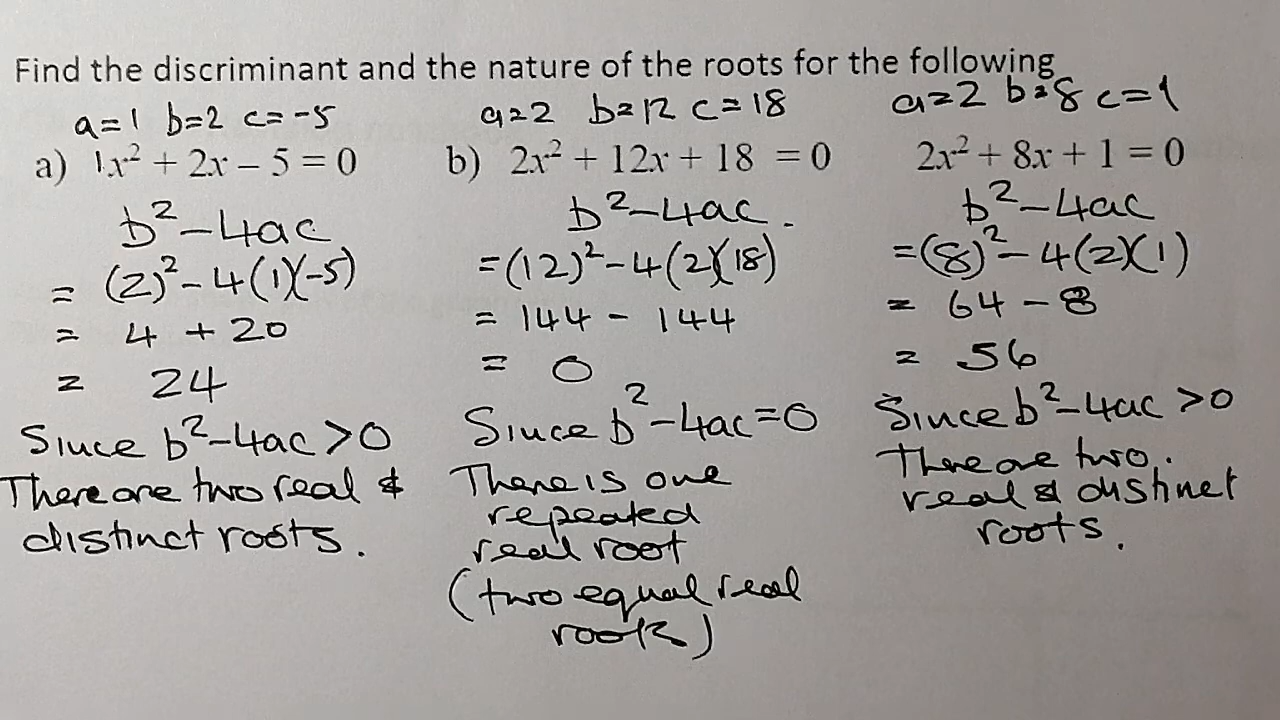 Find the discriminant and the nature of the roots for the following
a=1 b=2 c=-5
a) 1x² + 2x – 5 = 0
b²-4ac
= (2)²-4(1)(-5)
= 4 + 20
= 24
Since b²-4ac>0
There are two real &
distinct roots.
a=2 b=12 c=18
b) 2x² + 12x + 18 = 0
b²-4ac.
=(12)²-4(2)(18)
= 144 - 144
= 0
Since b²-4ac=0
There is one
repeated
real root
(two equal real
roots)
a=2 b=8 c=1
2x² + 8x + 1 = 0
b²-4ac
=(8)²-4(2)(1)
= 64 - 8
= 56
Since b²-4ac >0
There are two.
real & distinct
roots.